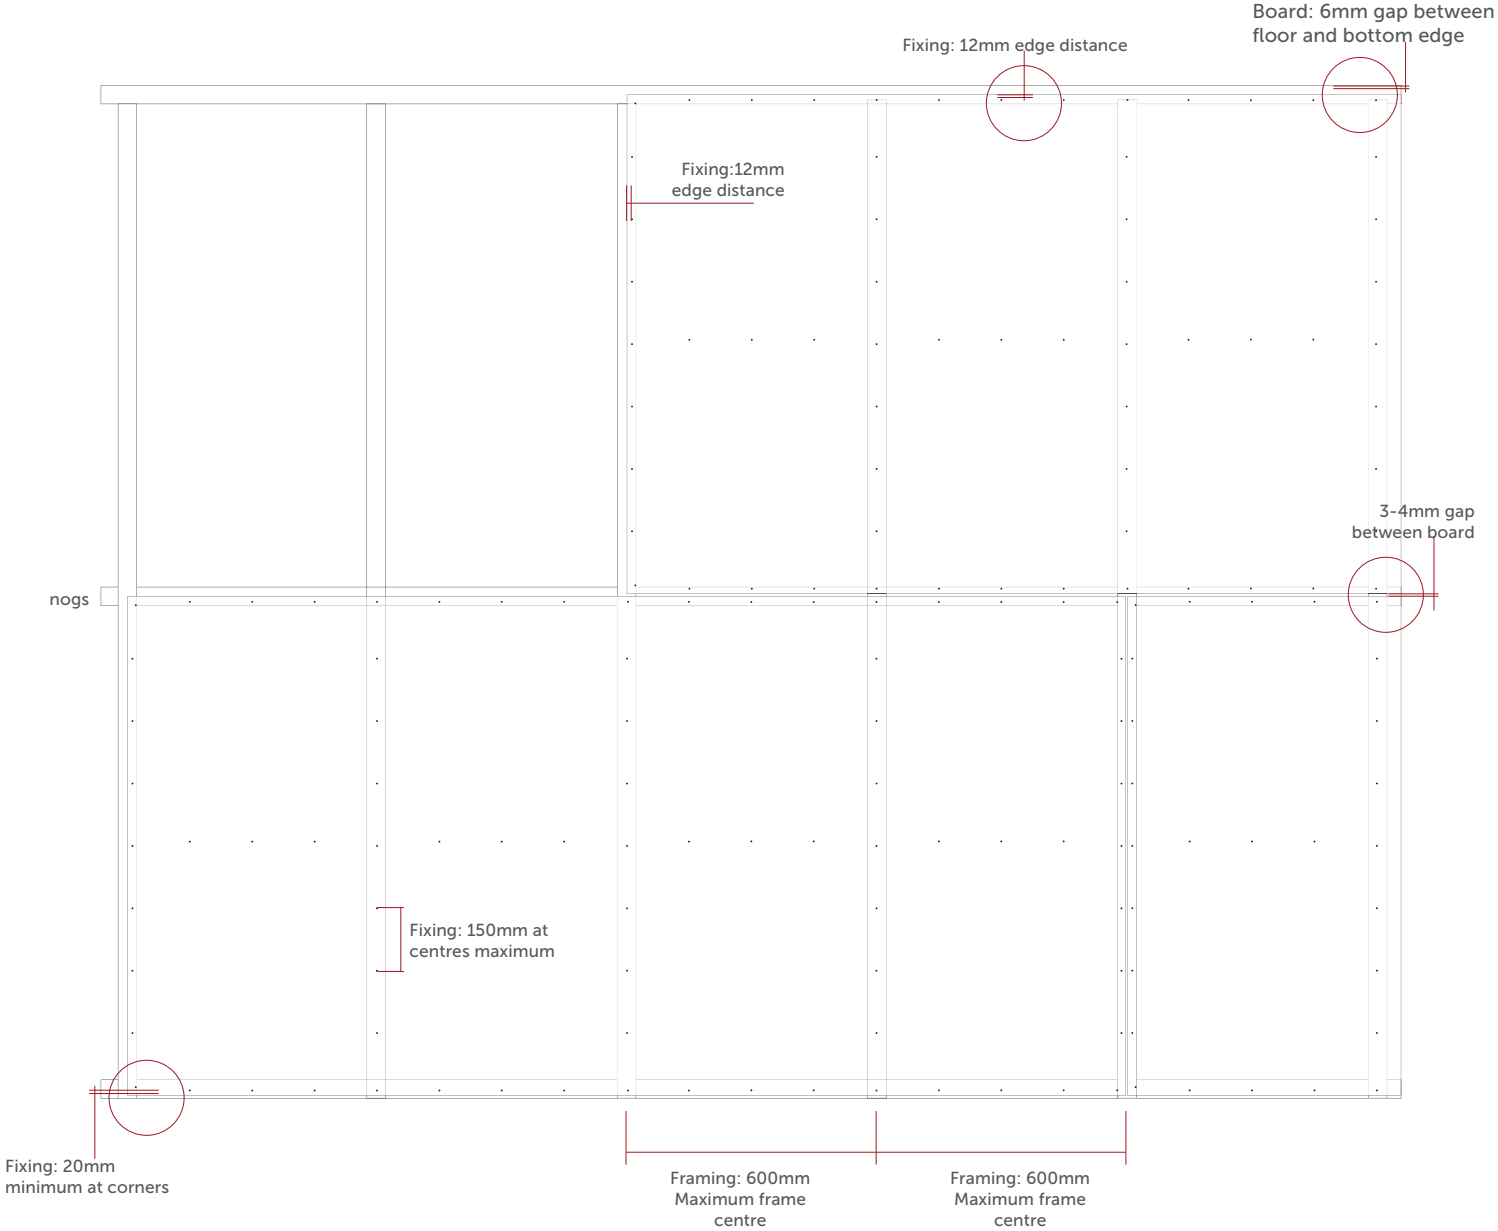 Board: 6mm gap between
floor and bottom edge
Fixing: 12mm edge distance
Fixing:12mm
edge distance
3-4mm gap
between board
nogs
Fixing: 150mm at
centres maximum
Fixing: 20mm
minimum at corners
Framing: 600mm
Maximum frame
centre
Framing: 600mm
Maximum frame
centre